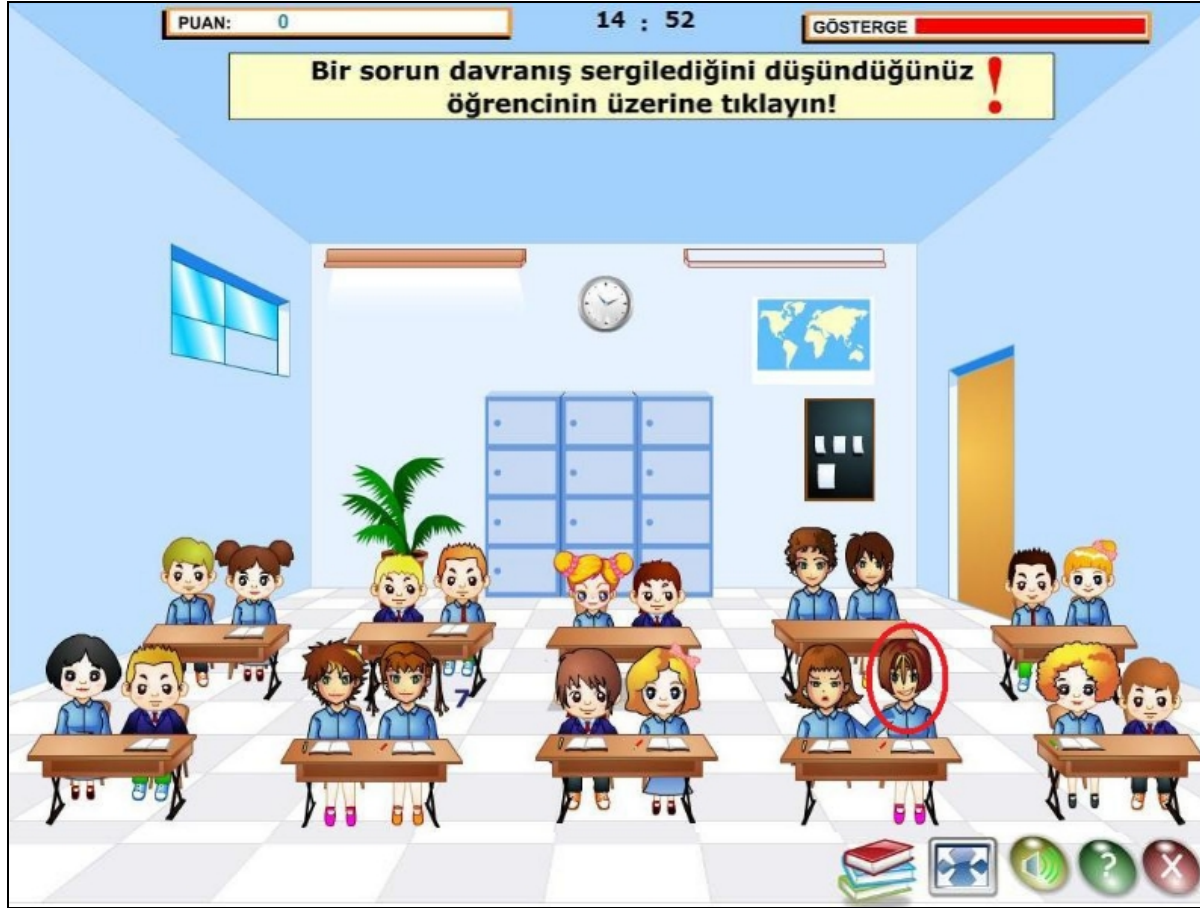 PUAN: 0
14 : 52
GÖSTERGE
Bir sorun davranış sergilediğini düşündüğünüz
öğrencinin üzerine tıklayın!
!
7
?
X